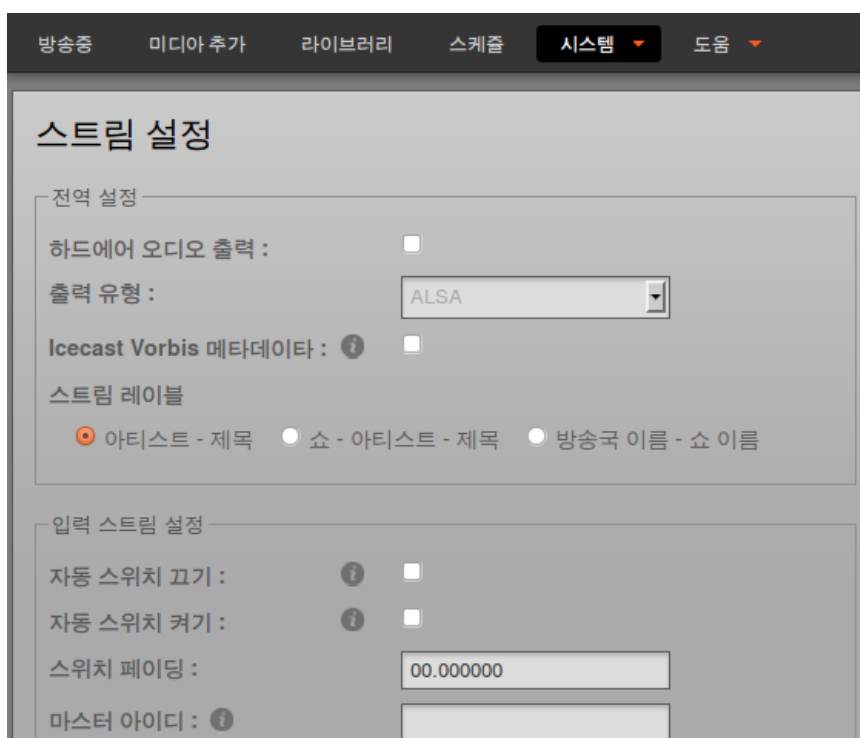 방송중 미디어 추가 라이브러리 스케쥴 시스템 도움
스트림 설정
전역 설정
하드에어 오디오 출력 :
출력 유형 : ALSA
Icecast Vorbis 메타데이타 :
스트림 레이블
아티스트 - 제목 쇼 - 아티스트 - 제목 방송국 이름 - 쇼 이름
입력 스트림 설정
자동 스위치 끄기 :
자동 스위치 켜기 :
스위치 페이딩 : 00.000000
마스터 아이디 :